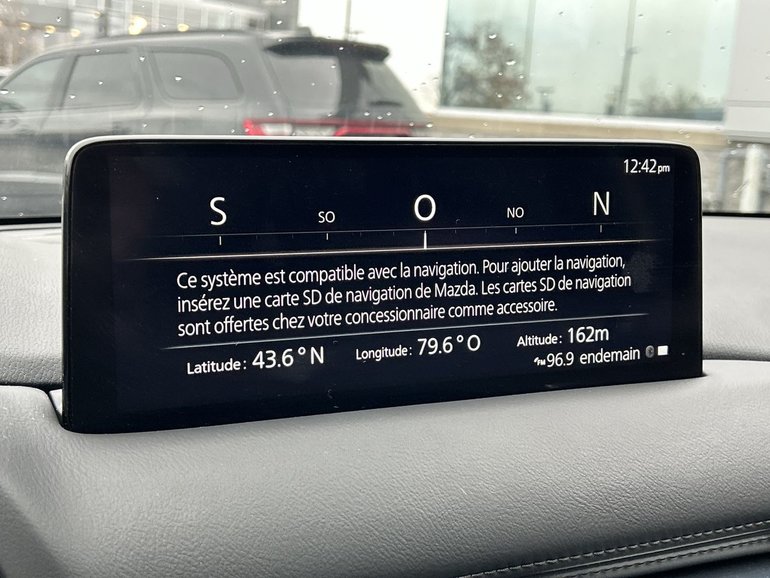 12:42pm
S SO O NO N
Ce système est compatible avec la navigation. Pour ajouter la navigation,
insérez une carte SD de navigation de Mazda. Les cartes SD de navigation
sont offertes chez votre concessionnaire comme accessoire.
Latitude: 43.6°N Longitude: 79.6°O Altitude: 162m
FM 96.9 endemain